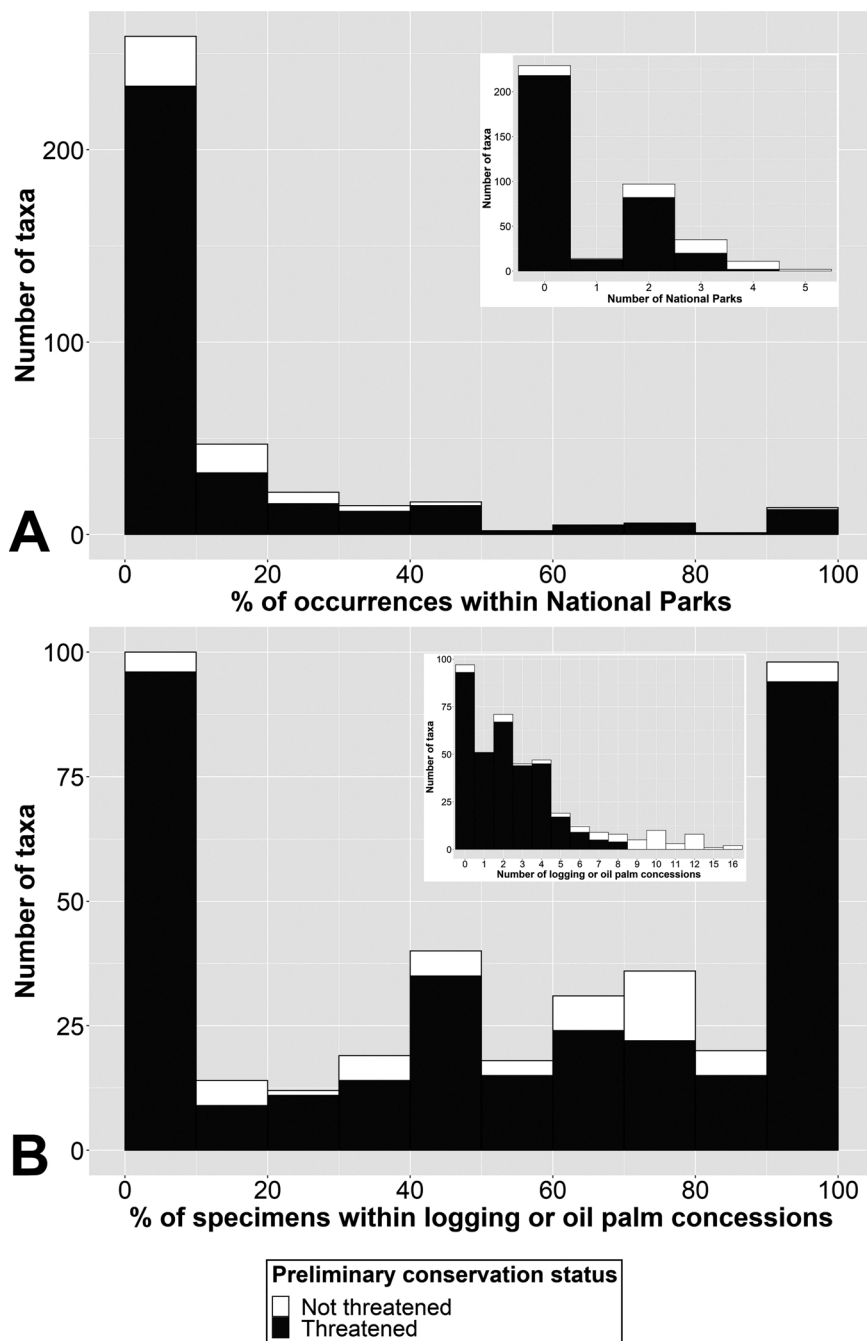 Number of taxa
200
100
0
0 20 40 60 80 100
% of occurrences within National Parks
A
Number of taxa
200
150
100
50
0
0 1 2 3 4 5
Number of National Parks
Number of taxa
100
75
50
25
0
0 20 40 60 80 100
% of specimens within logging or oil palm concessions
B
Number of taxa
100
75
50
25
0
0 1 2 3 4 5 6 7 8 9 10 11 12 15 16
Number of logging or oil palm concessions
Preliminary conservation status
Not threatened
Threatened